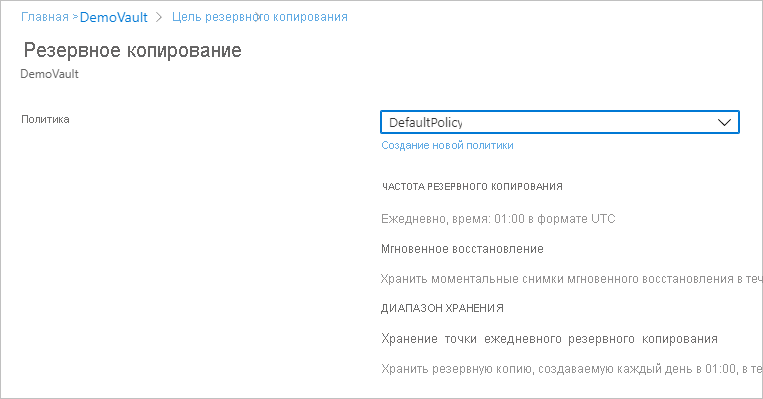 Главная > DemoVault > Цель резервного копирования
Резервное копирование
DemoVault
Политика
DefaultPolicy
Создание новой политики
ЧАСТОТА РЕЗЕРВНОГО КОПИРОВАНИЯ
Ежедневно, время: 01:00 в формате UTC
Мгновенное восстановление
Хранить моментальные снимки мгновенного восстановления в теч
ДИАПАЗОН ХРАНЕНИЯ
Хранение точки ежедневного резервного копирования
Хранить резервную копию, создаваемую каждый день в 01:00, в те